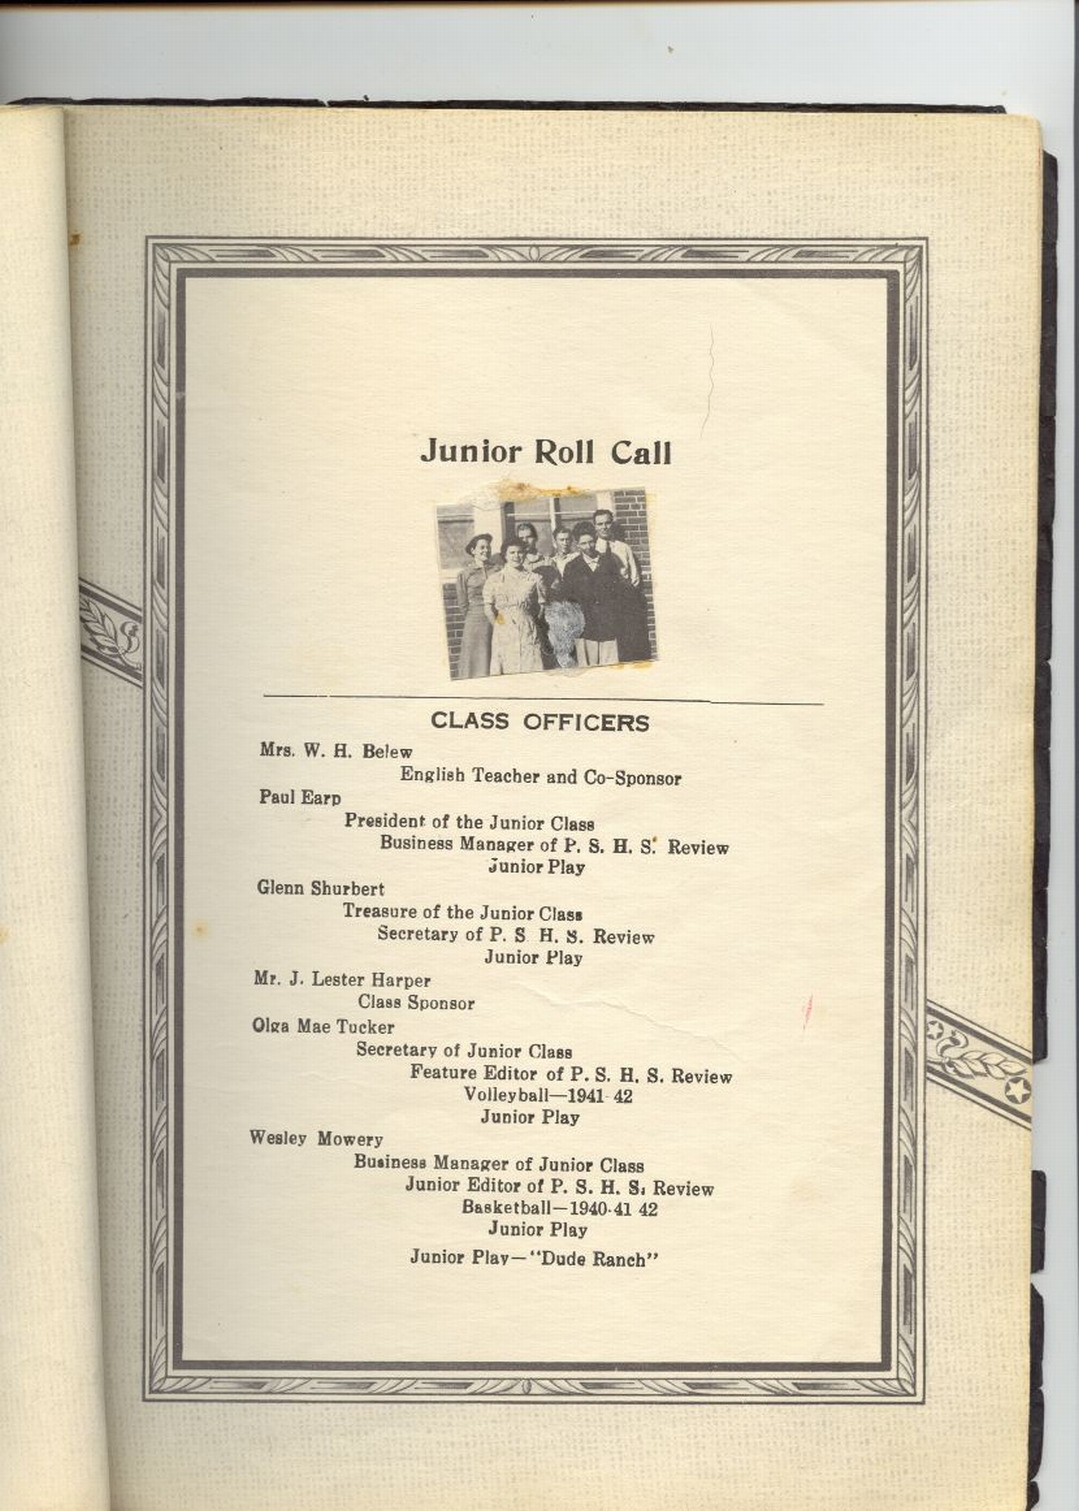 Junior Roll Call
CLASS OFFICERS
Mrs. W. H. Belew
English Teacher and Co-Sponsor
Paul Earp
President of the Junior Class
Business Manager of P. S. H. S. Review
Junior Play
Glenn Shurbert
Treasure of the Junior Class
Secretary of P. S H. S. Review
Junior Play
Mr. J. Lester Harper
Class Sponsor
Olga Mae Tucker
Secretary of Junior Class
Feature Editor of P. S. H. S. Review
Volleyball—1941-42
Junior Play
Wesley Mowery
Business Manager of Junior Class
Junior Editor of P. S. H. S. Review
Basketball—1940-41 42
Junior Play
Junior Play—"Dude Ranch"